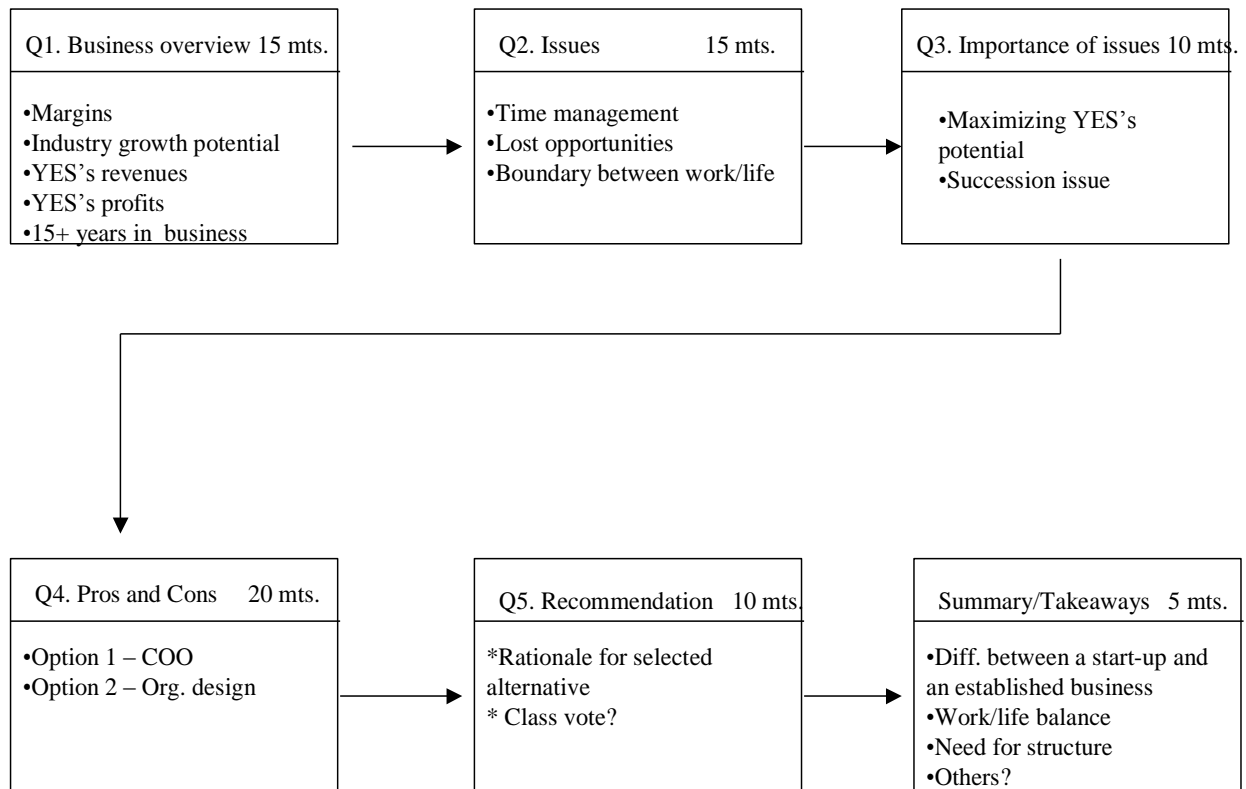 Q1. Business overview 15 mts.
•Margins
•Industry growth potential
•YES’s revenues
•YES’s profits
•15+ years in business
Q2. Issues 15 mts.
•Time management
•Lost opportunities
•Boundary between work/life
Q3. Importance of issues 10 mts.
•Maximizing YES’s
potential
•Succession issue
Q4. Pros and Cons 20 mts.
•Option 1 – COO
•Option 2 – Org. design
Q5. Recommendation 10 mts.
*Rationale for selected
alternative
* Class vote?
Summary/Takeaways 5 mts.
•Diff. between a start-up and
an established business
•Work/life balance
•Need for structure
•Others?